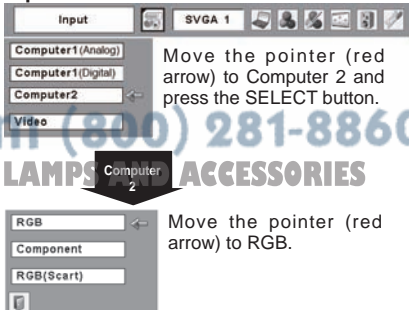 Input
SVGA 1
Computer1(Analog)
Computer1(Digital)
Computer2
Video
Move the pointer (red
arrow) to Computer 2 and
press the SELECT button.
(800) 281-8860
LAMPS AND ACCESSORIES
Computer
2
RGB
Component
RGB(Scart)
Move the pointer (red
arrow) to RGB.